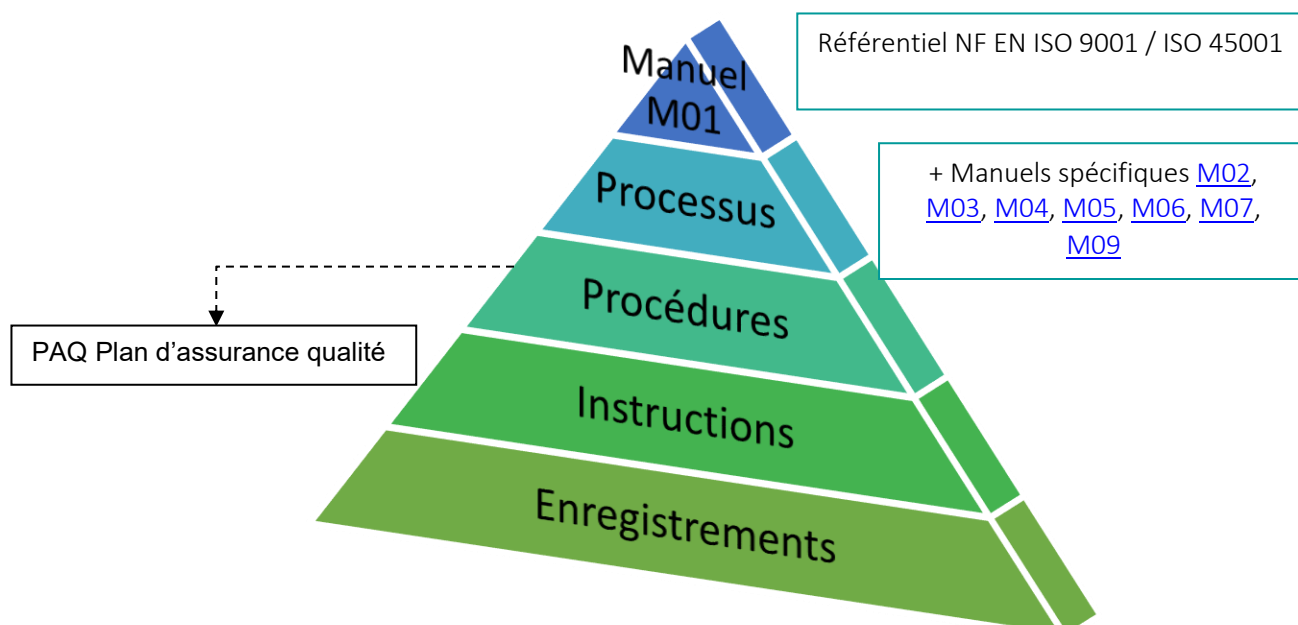 Manuel
M01
Référentiel NF EN ISO 9001 / ISO 45001
+ Manuels spécifiques M02,
M03, M04, M05, M06, M07,
M09
Processus
Procédures
PAQ Plan d’assurance qualité
Instructions
Enregistrements